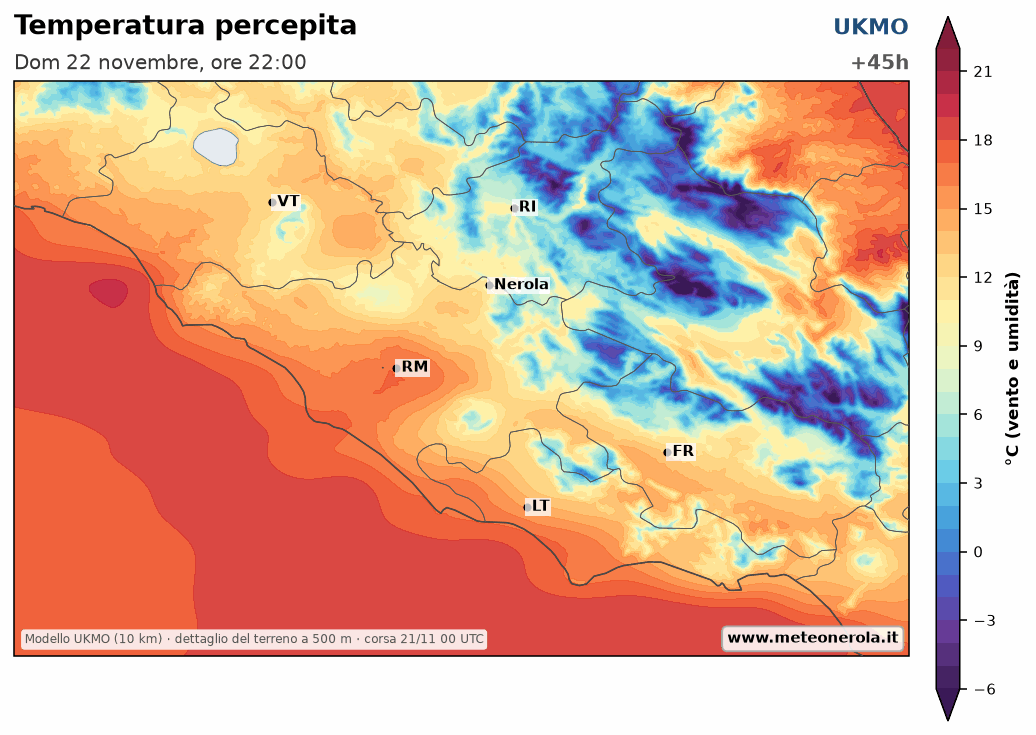 Temperatura percepita
UKMO
Dom 22 novembre, ore 22:00
+45h
VT
RI
Nerola
RM
FR
LT
21
18
15
12
9
6
3
0
−3
−6
°C (vento e umidità)
Modello UKMO (10 km) · dettaglio del terreno a 500 m · corsa 21/11 00 UTC
www.meteonerola.it